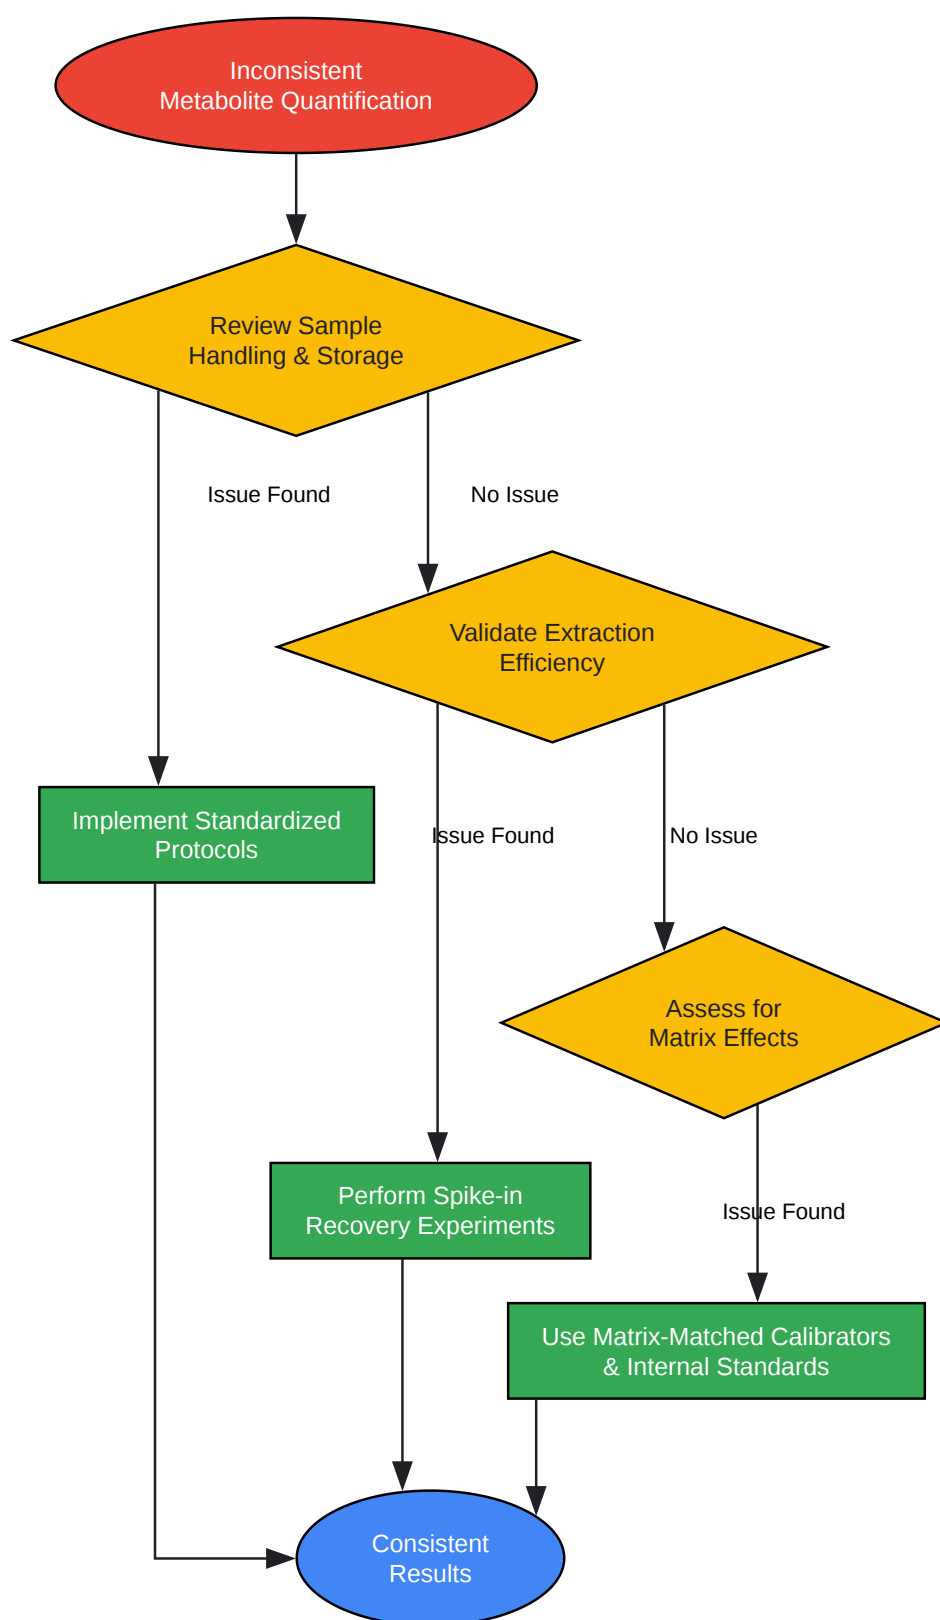 Inconsistent
Metabolite Quantification
Review Sample
Handling & Storage
Issue Found
No Issue
Validate Extraction
Efficiency
Implement Standardized
Protocols
Issue Found
No Issue
Assess for
Matrix Effects
Perform Spike-in
Recovery Experiments
Issue Found
Use Matrix-Matched Calibrators
& Internal Standards
Consistent
Results